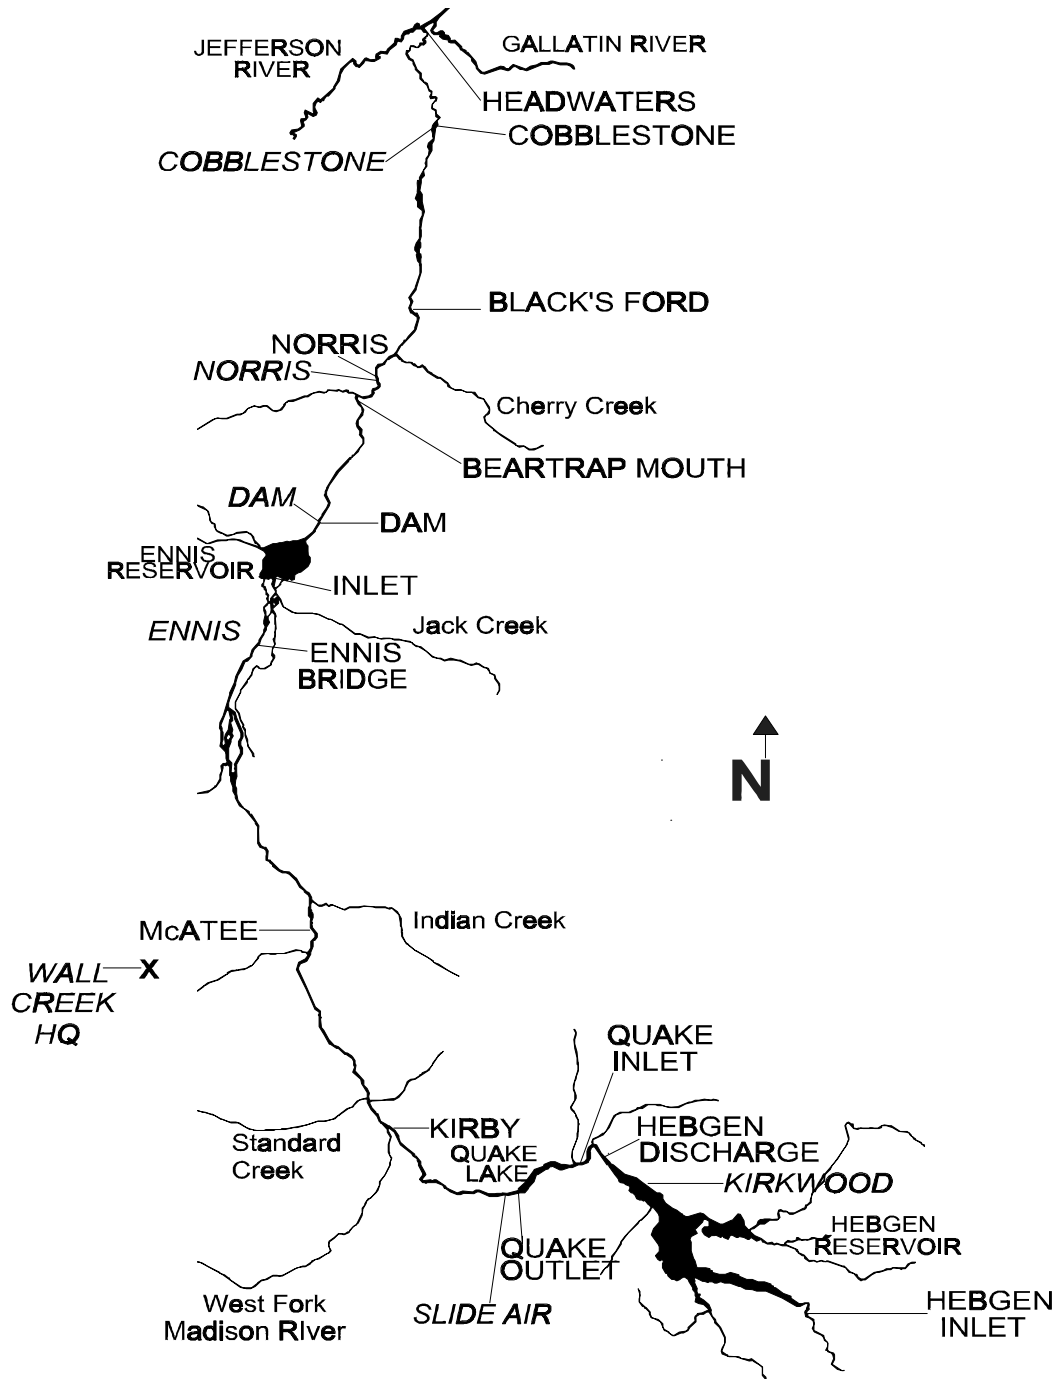 JEFFERSON
RIVER
GALLATIN RIVER
HEADWATERS
COBBLESTONE
COBBLESTONE
BLACK'S FORD
NORRIS
NORRIS
Cherry Creek
BEARTRAP MOUTH
DAM
DAM
ENNIS
RESERVOIR
INLET
ENNIS
Jack Creek
ENNIS
BRIDGE
N
McATEE
Indian Creek
WALL
CREEK
HQ
X
QUAKE
INLET
KIRBY
HEBGEN
DISCHARGE
Standard
Creek
QUAKE
LAKE
KIRKWOOD
HEBGEN
RESERVOIR
QUAKE
OUTLET
West Fork
Madison RIver
SLIDE AIR
HEBGEN
INLET